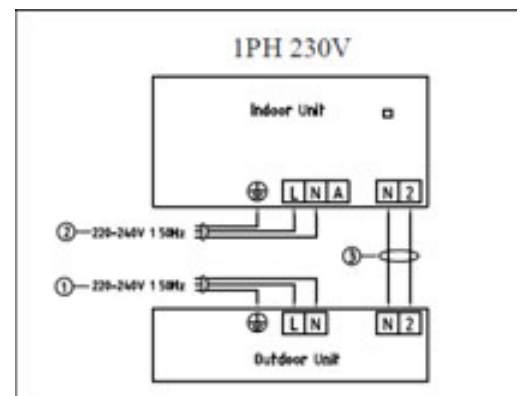 1PH 230V
Indoor Unit
L N A N 2
② 220-240V 1 50Hz
③
① 220-240V 1 50Hz
L N N 2
Outdoor Unit